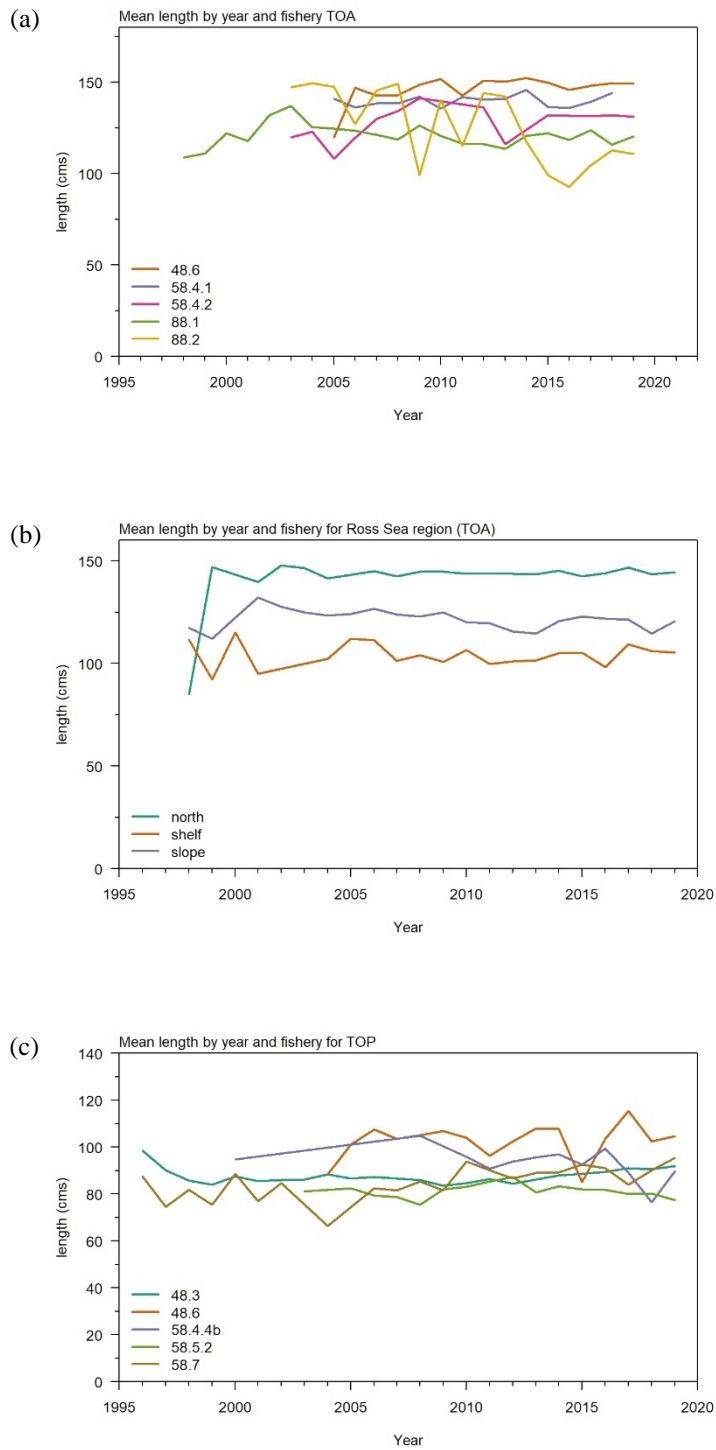 (a)
Mean length by year and fishery TOA
length (cms)
150
100
50
0
48.6
58.4.1
58.4.2
88.1
88.2
1995 2000 2005 2010 2015 2020
Year
(b)
Mean length by year and fishery for Ross Sea region (TOA)
length (cms)
150
100
50
0
north
shelf
slope
1995 2000 2005 2010 2015 2020
Year
(c)
Mean length by year and fishery for TOP
length (cms)
140
120
100
80
60
40
20
0
48.3
48.6
58.4.4b
58.5.2
58.7
1995 2000 2005 2010 2015 2020
Year